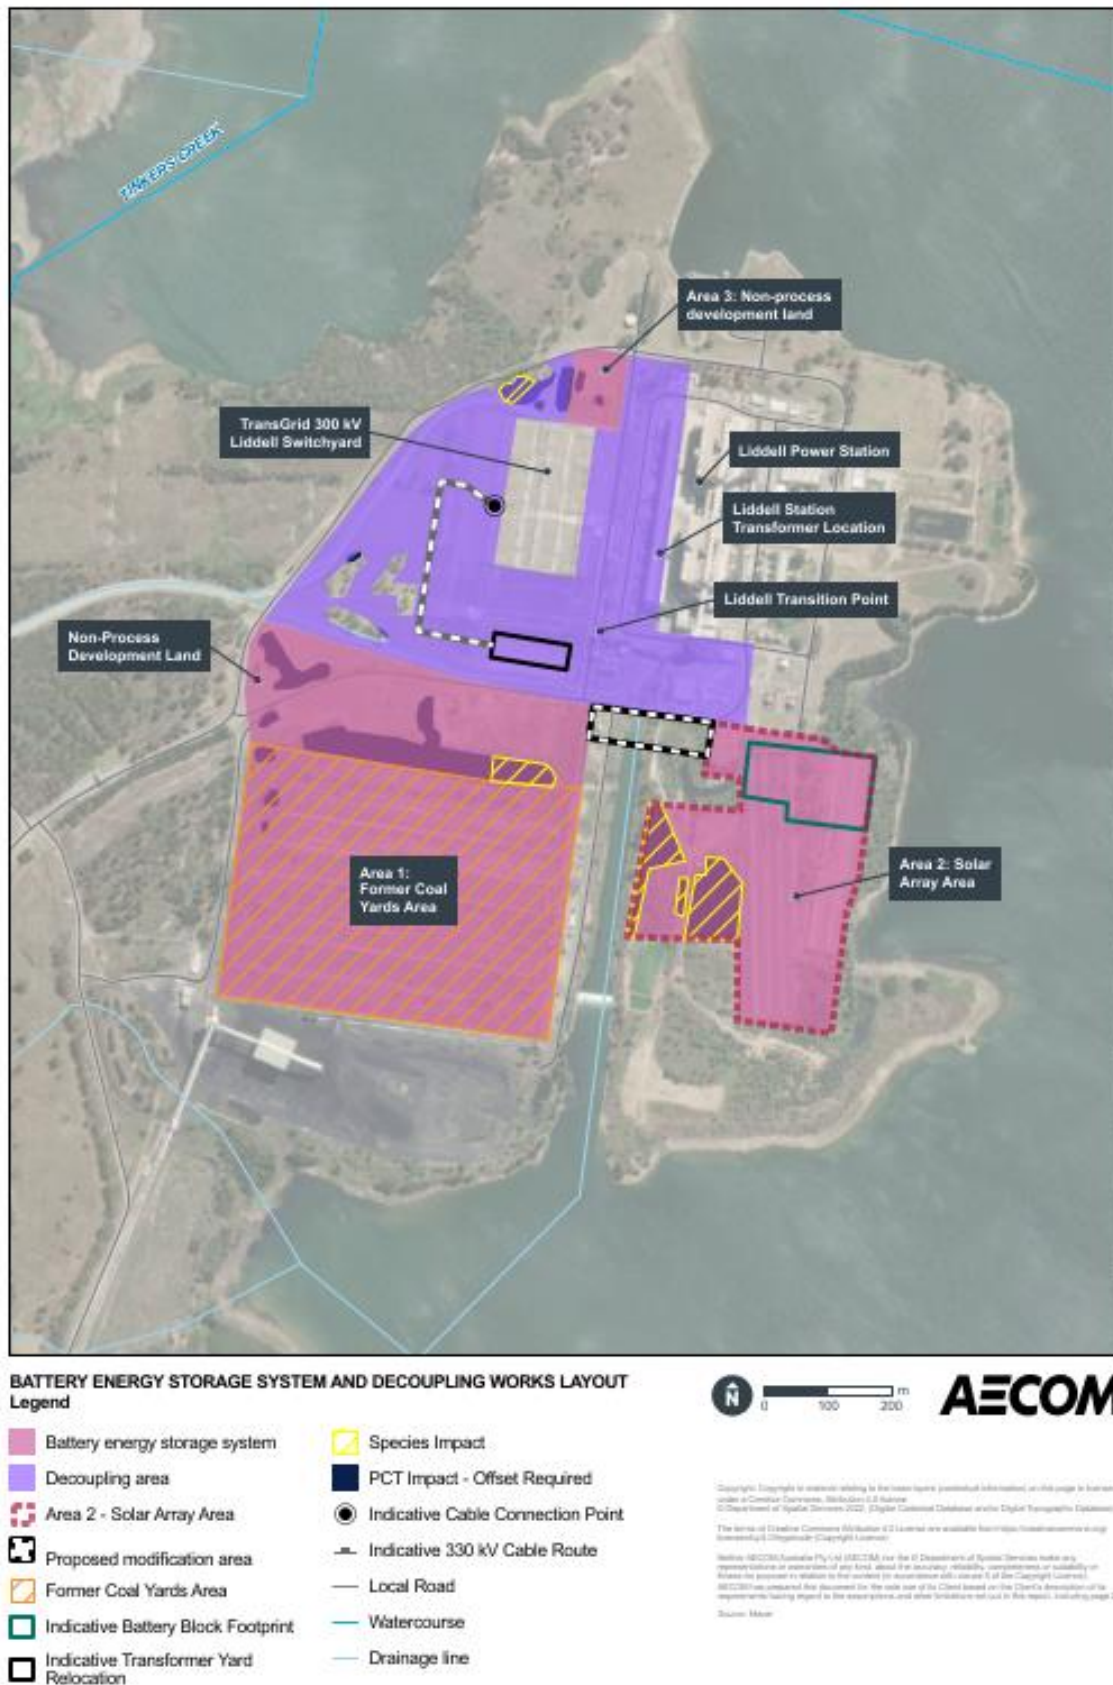 TINKERS CREEK
Area 3: Non-process
development land
TransGrid 300 kV
Liddell Switchyard
Liddell Power Station
Liddell Station
Transformer Location
Liddell Transition Point
Non-Process
Development Land
Area 1:
Former Coal
Yards Area
Area 2: Solar
Array Area
BATTERY ENERGY STORAGE SYSTEM AND DECOUPLING WORKS LAYOUT
Legend
Battery energy storage system
Decoupling area
Area 2 - Solar Array Area
Proposed modification area
Former Coal Yards Area
Indicative Battery Block Footprint
Indicative Transformer Yard
Relocation
Species Impact
PCT Impact - Offset Required
Indicative Cable Connection Point
Indicative 330 kV Cable Route
Local Road
Watercourse
Drainage line
N
m
0 100 200
AECOM